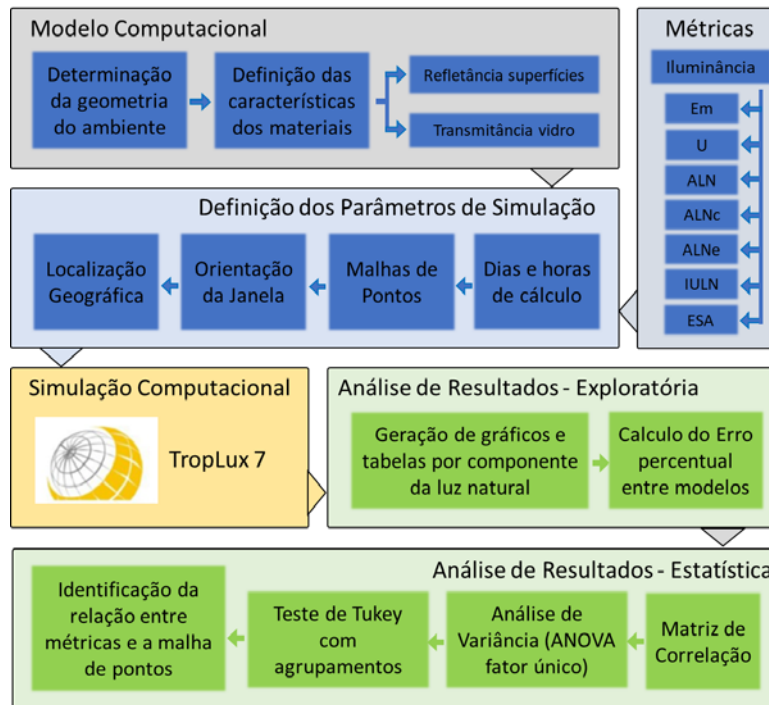 Modelo Computacional
Determinação
da geometria
do ambiente
Definição das
características
dos materiais
Refletância superfícies
Transmitância vidro
Métricas
Iluminância
Em
U
ALN
ALNc
ALNe
IULN
ESA
Definição dos Parâmetros de Simulação
Localização
Geográfica
Orientação
da Janela
Malhas de
Pontos
Dias e horas
de cálculo
Simulação Computacional
TropLux 7
Análise de Resultados - Exploratória
Geração de gráficos e
tabelas por componente
da luz natural
Calculo do Erro
percentual
entre modelos
Análise de Resultados - Estatística
Identificação da
relação entre
métricas e a malha
de pontos
Teste de Tukey
com
agrupamentos
Análise de
Variância (ANOVA
fator único)
Matriz de
Correlação